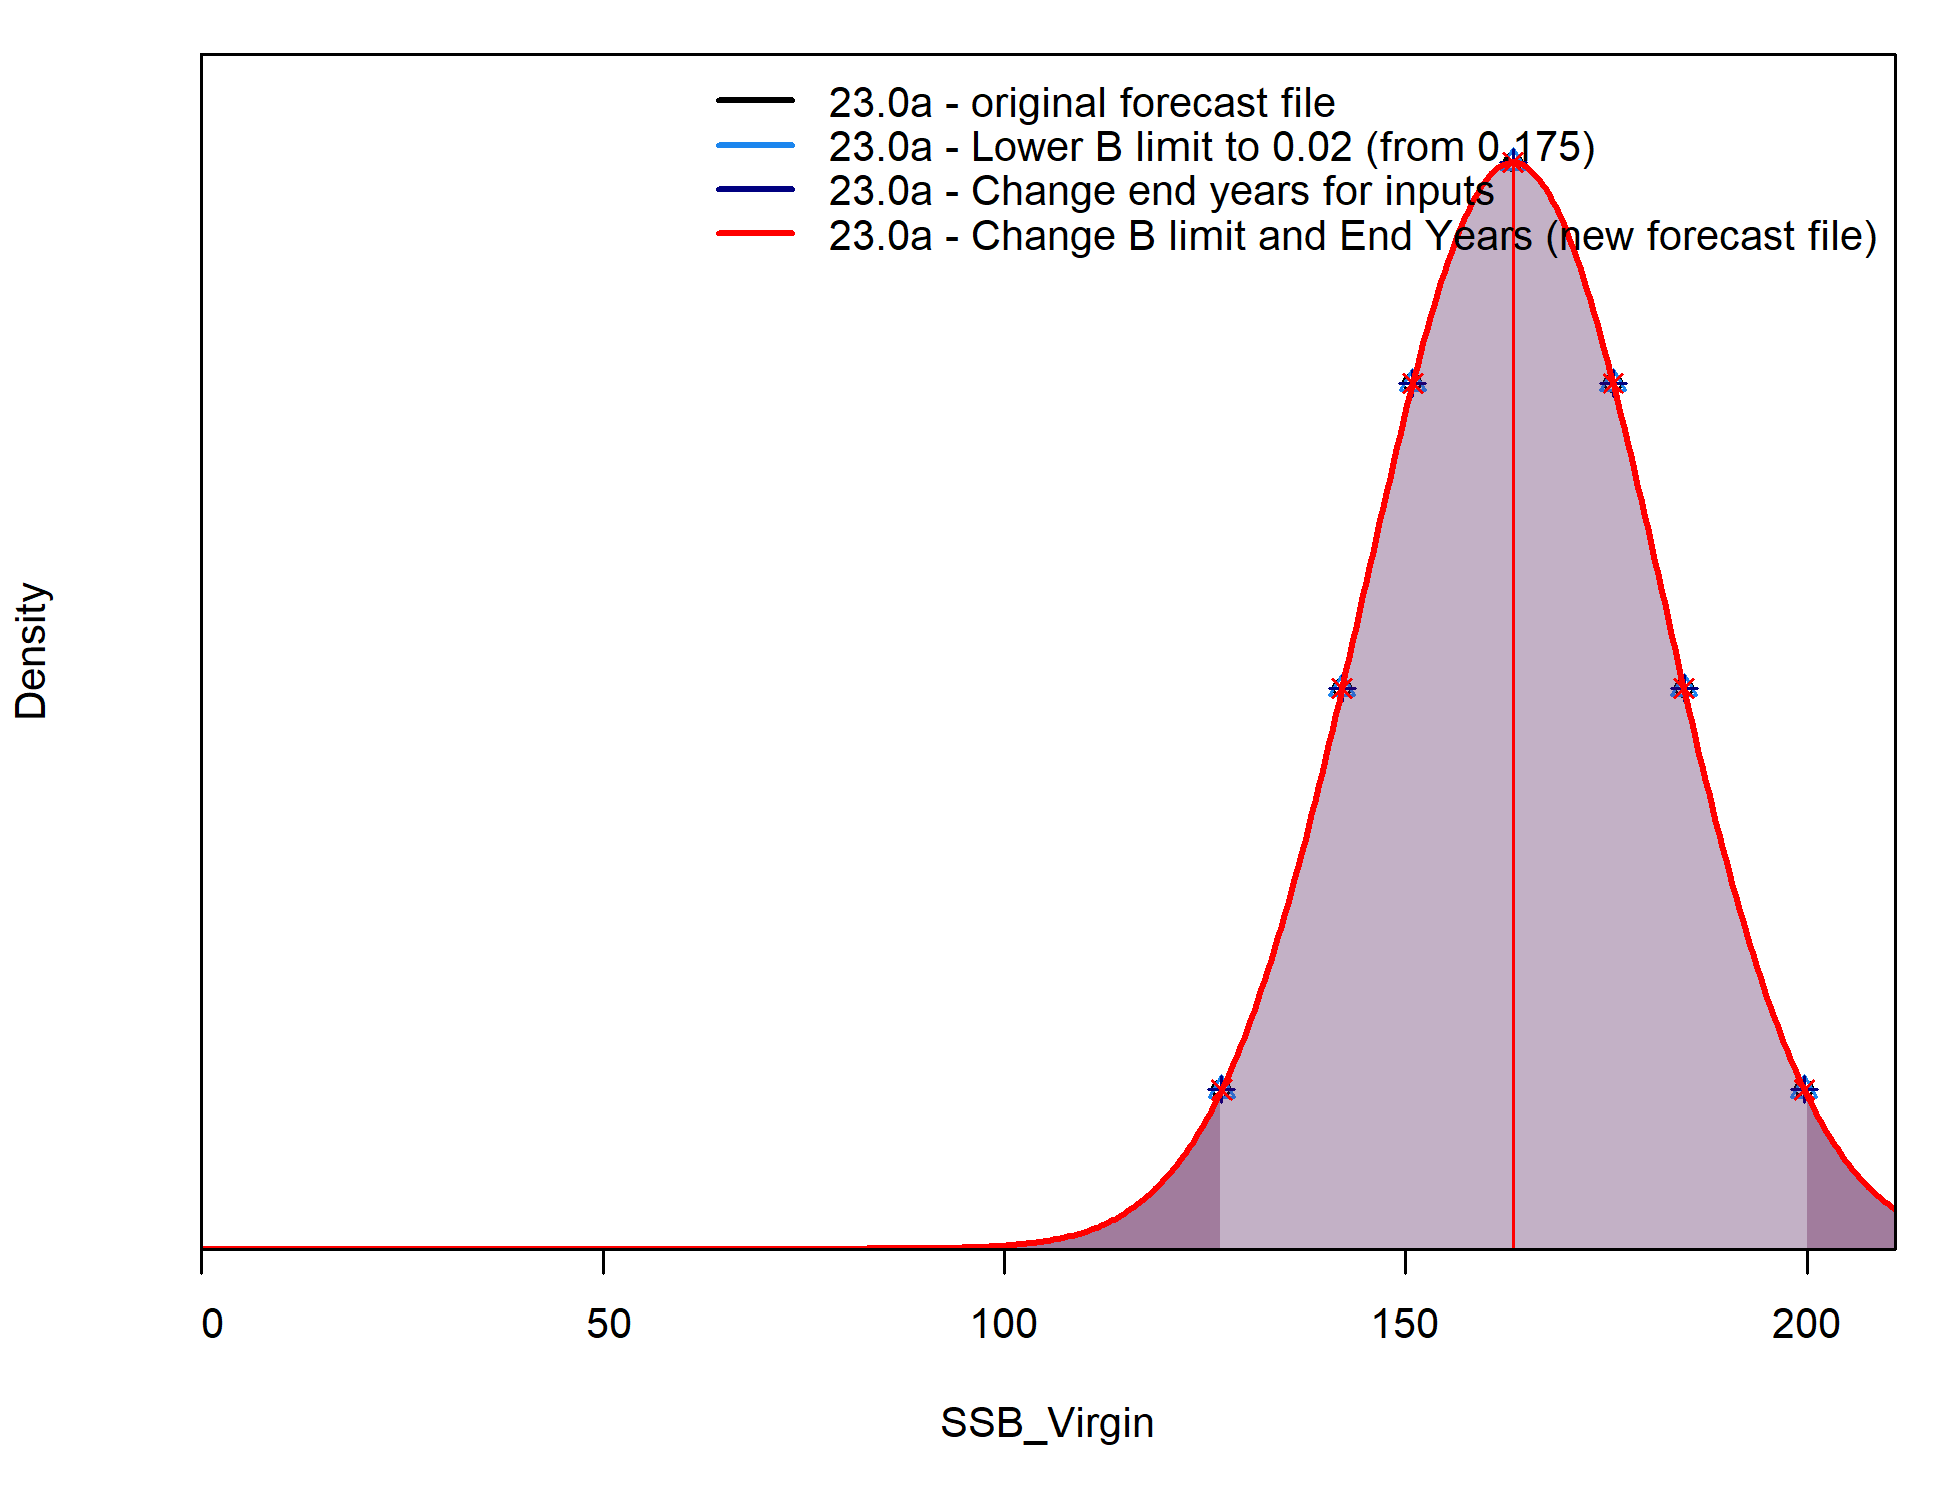 23.0a - original forecast file
23.0a - Lower B limit to 0.02 (from 0.175)
23.0a - Change end years for inputs
23.0a - Change B limit and End Years (new forecast file)
Density
0 50 100 150 200
SSB_Virgin